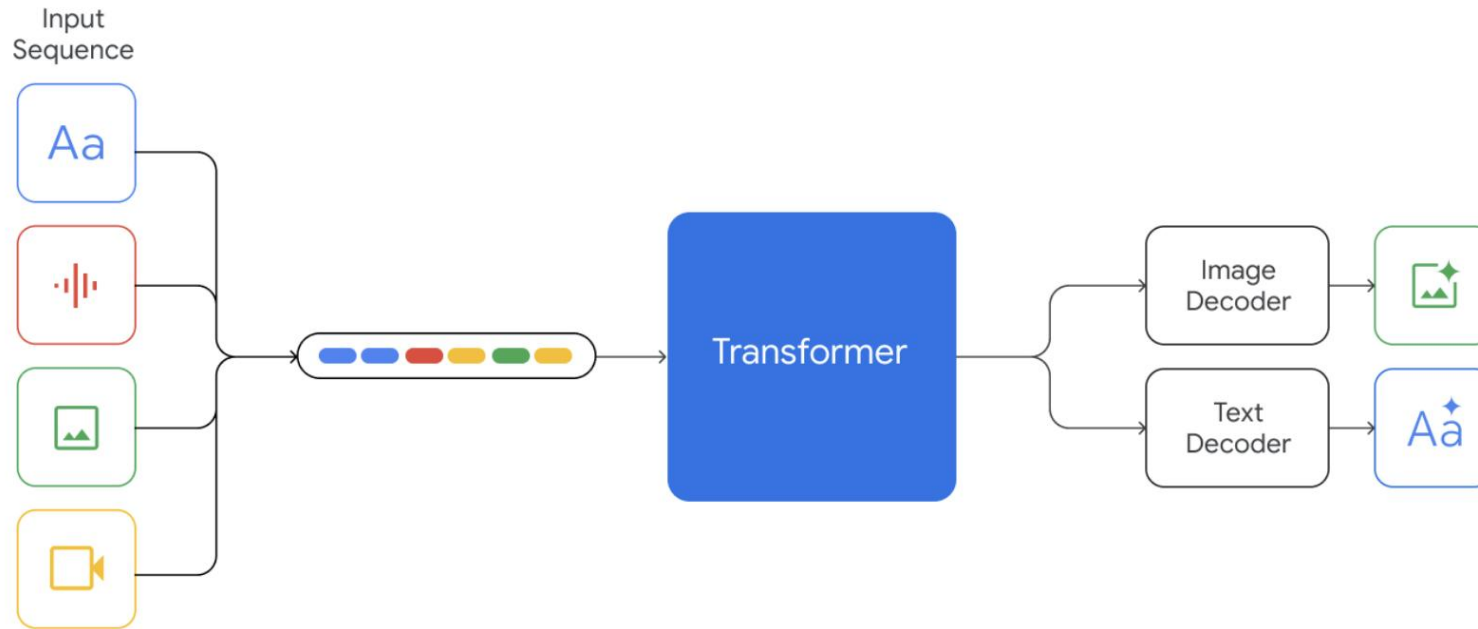 Input
Sequence
Aa
Transformer
Image
Decoder
Text
Decoder
Aa